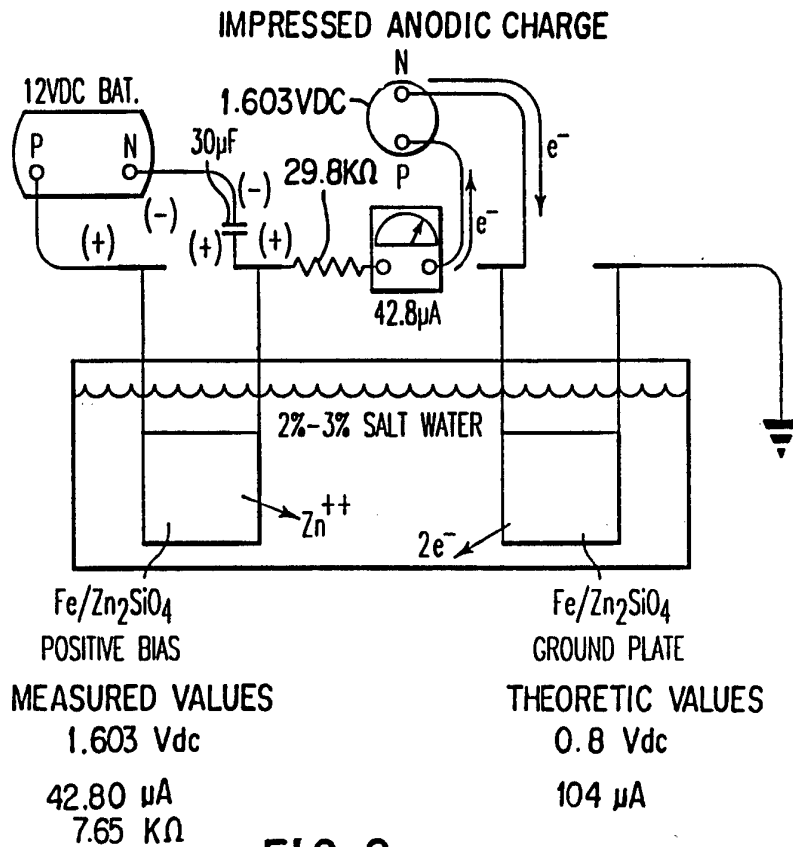 IMPRESSED ANODIC CHARGE
12VDC BAT.
P N
30µF
(-)
(+)
(-)
(+)
(+)
29.8KΩ
1.603VDC
N
P
e⁻
e⁻
42.8µA
2%-3% SALT WATER
Zn⁺⁺
2e⁻
Fe/Zn₂SiO₄
POSITIVE BIAS
Fe/Zn₂SiO₄
GROUND PLATE
MEASURED VALUES
1.603 Vdc
42.80 µA
7.65 KΩ
THEORETIC VALUES
0.8 Vdc
104 µA